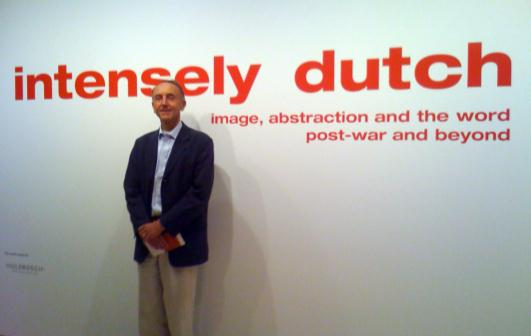 intensely dutch
image, abstraction and the word
post-war and beyond